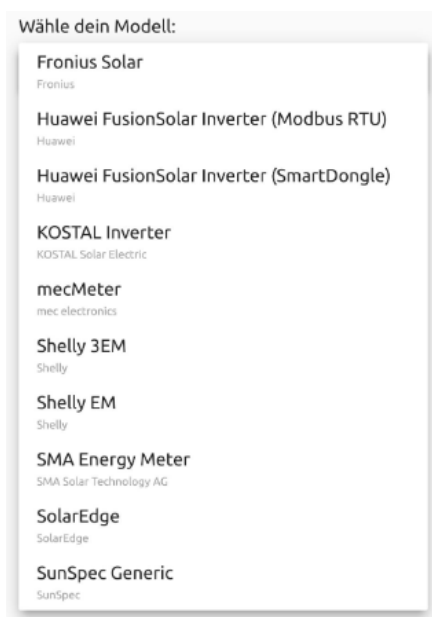 Wähle dein Modell:
Fronius Solar
Fronius
Huawei FusionSolar Inverter (Modbus RTU)
Huawei
Huawei FusionSolar Inverter (SmartDongle)
Huawei
KOSTAL Inverter
KOSTAL Solar Electric
mecMeter
mec electronics
Shelly 3EM
Shelly
Shelly EM
Shelly
SMA Energy Meter
SMA Solar Technology AG
SolarEdge
SolarEdge
SunSpec Generic
SunSpec